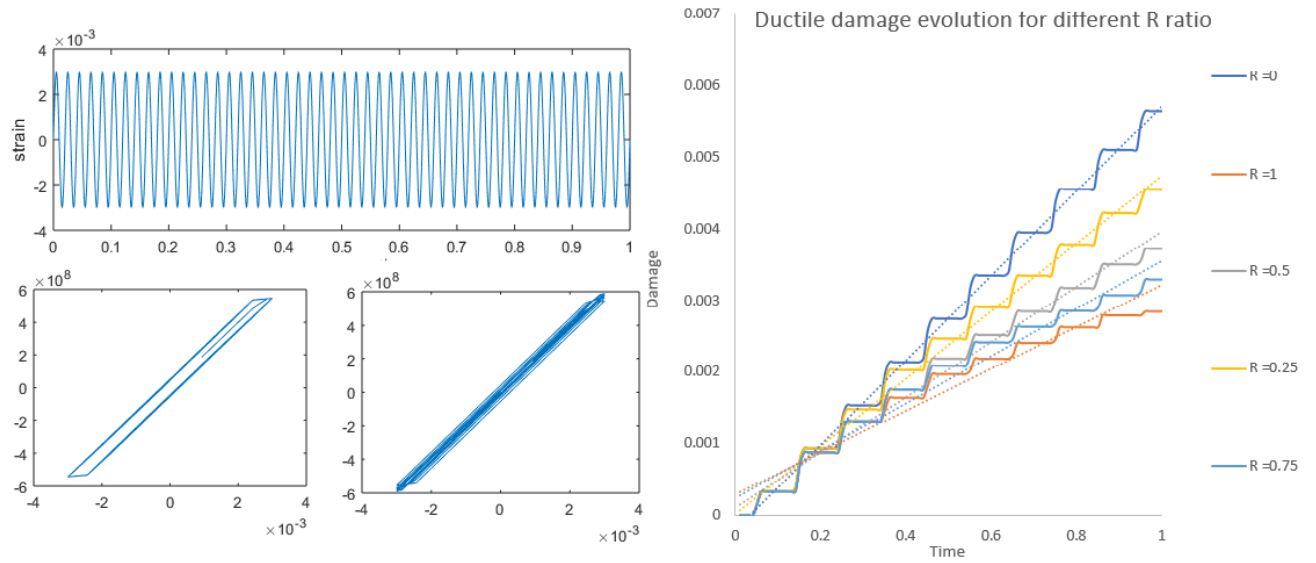 ×10⁻³
4
2
0
-2
-4
strain
0 0.1 0.2 0.3 0.4 0.5 0.6 0.7 0.8 0.9 1
×10⁸
6
4
2
0
-2
-4
-6
-4 -2 0 2 4
×10⁻³
×10⁸
6
4
2
0
-2
-4
-6
-4 -2 0 2 4
×10⁻³
Ductile damage evolution for different R ratio
0.007
0.006
0.005
0.004
0.003
0.002
0.001
0
Damage
0 0.2 0.4 0.6 0.8 1
Time
R =0
R =1
R =0.5
R =0.25
R =0.75